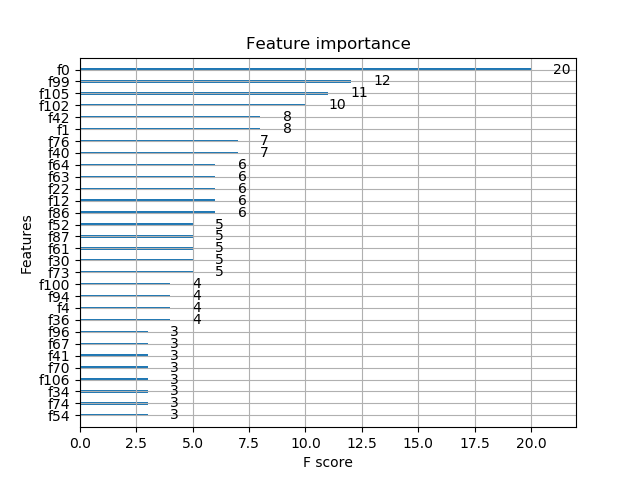 Feature importance
f0 20
f99 12
f105 11
f102 10
f42 8
f1 8
f76 7
f40 7
f64 6
f63 6
f22 6
f12 6
f86 6
f52 5
f87 5
f61 5
f30 5
f73 5
f100 4
f94 4
f4 4
f36 4
f96 3
f67 3
f41 3
f70 3
f106 3
f34 3
f74 3
f54 3
Features
0.0 2.5 5.0 7.5 10.0 12.5 15.0 17.5 20.0
F score